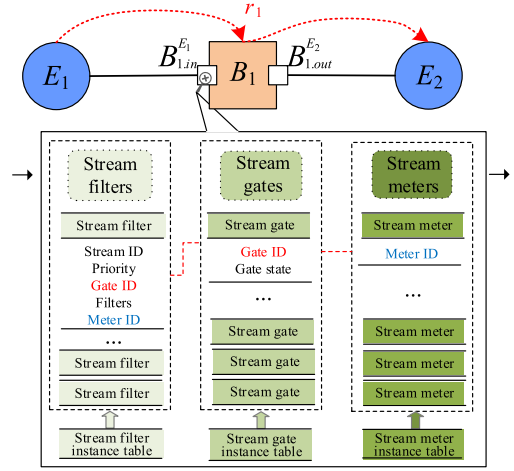 r1
E1
B1.in^E1
B1
B1.out^E2
E2
Stream
filters
Stream filter
Stream ID
Priority
Gate ID
Filters
Meter ID
...
Stream filter
Stream filter
Stream filter
instance table
Stream
gates
Stream gate
Gate ID
Gate state
...
Stream gate
Stream gate
Stream gate
Stream gate
instance table
Stream
meters
Stream meter
Meter ID
...
Stream meter
Stream meter
Stream meter
Stream meter
instance table